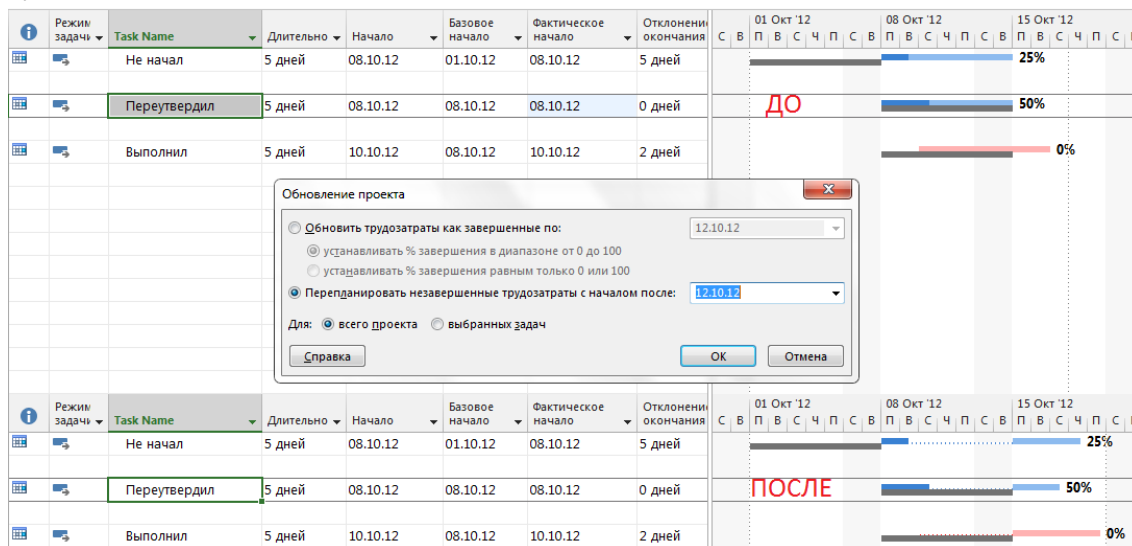 Режим задачи Task Name Длительно Начало Базовое начало Фактическое начало Отклонени окончания 01 Окт '12 08 Окт '12 15 Окт '12
С В П В С Ч П С В П В С Ч П С В П В С Ч П С
Не начал 5 дней 08.10.12 01.10.12 08.10.12 5 дней 25%
Переутвердил 5 дней 08.10.12 08.10.12 08.10.12 0 дней ДО 50%
Выполнил 5 дней 10.10.12 08.10.12 10.10.12 2 дней 0%
Обновление проекта
Обновить трудозатраты как завершенные по: 12.10.12
устанавливать % завершения в диапазоне от 0 до 100
устанавливать % завершения равным только 0 или 100
Перепланировать незавершенные трудозатраты с началом после: 12.10.12
Для: всего проекта выбранных задач
Справка ОК Отмена
Режим задачи Task Name Длительно Начало Базовое начало Фактическое начало Отклонени окончания 01 Окт '12 08 Окт '12 15 Окт '12
С В П В С Ч П С В П В С Ч П С В П В С Ч П С
Не начал 5 дней 08.10.12 01.10.12 08.10.12 5 дней 25%
Переутвердил 5 дней 08.10.12 08.10.12 08.10.12 0 дней ПОСЛЕ 50%
Выполнил 5 дней 10.10.12 08.10.12 10.10.12 2 дней 0%